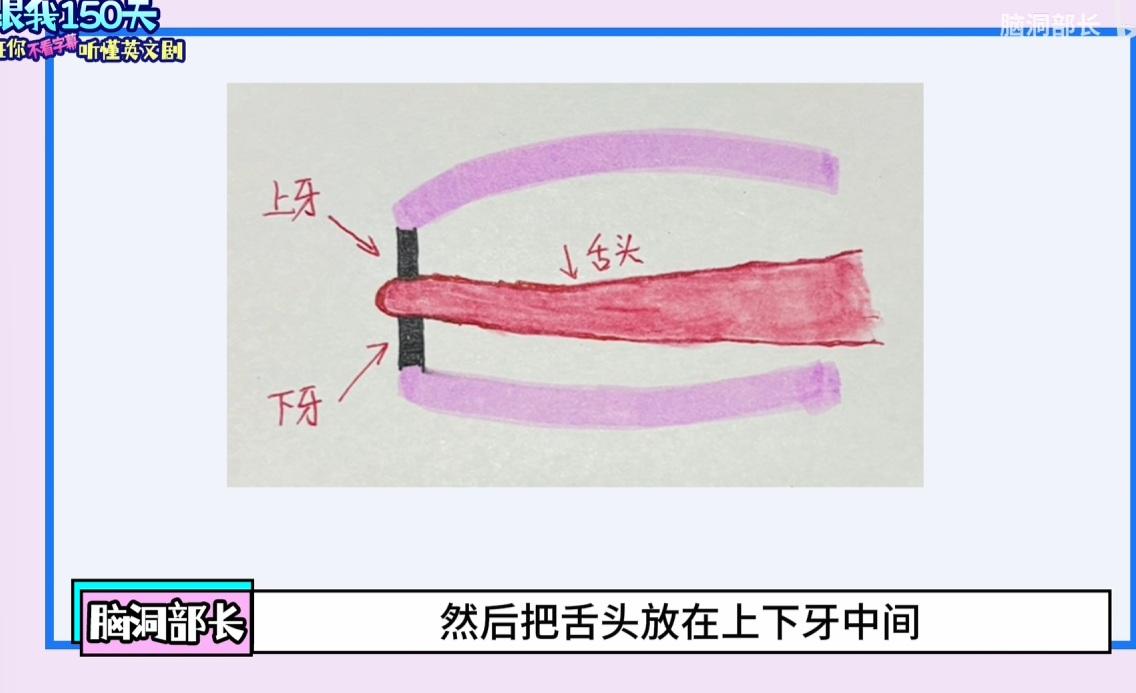 跟我150天
让你不看字幕听懂英文剧
脑洞部长
上牙
舌头
下牙
脑洞部长
然后把舌头放在上下牙中间